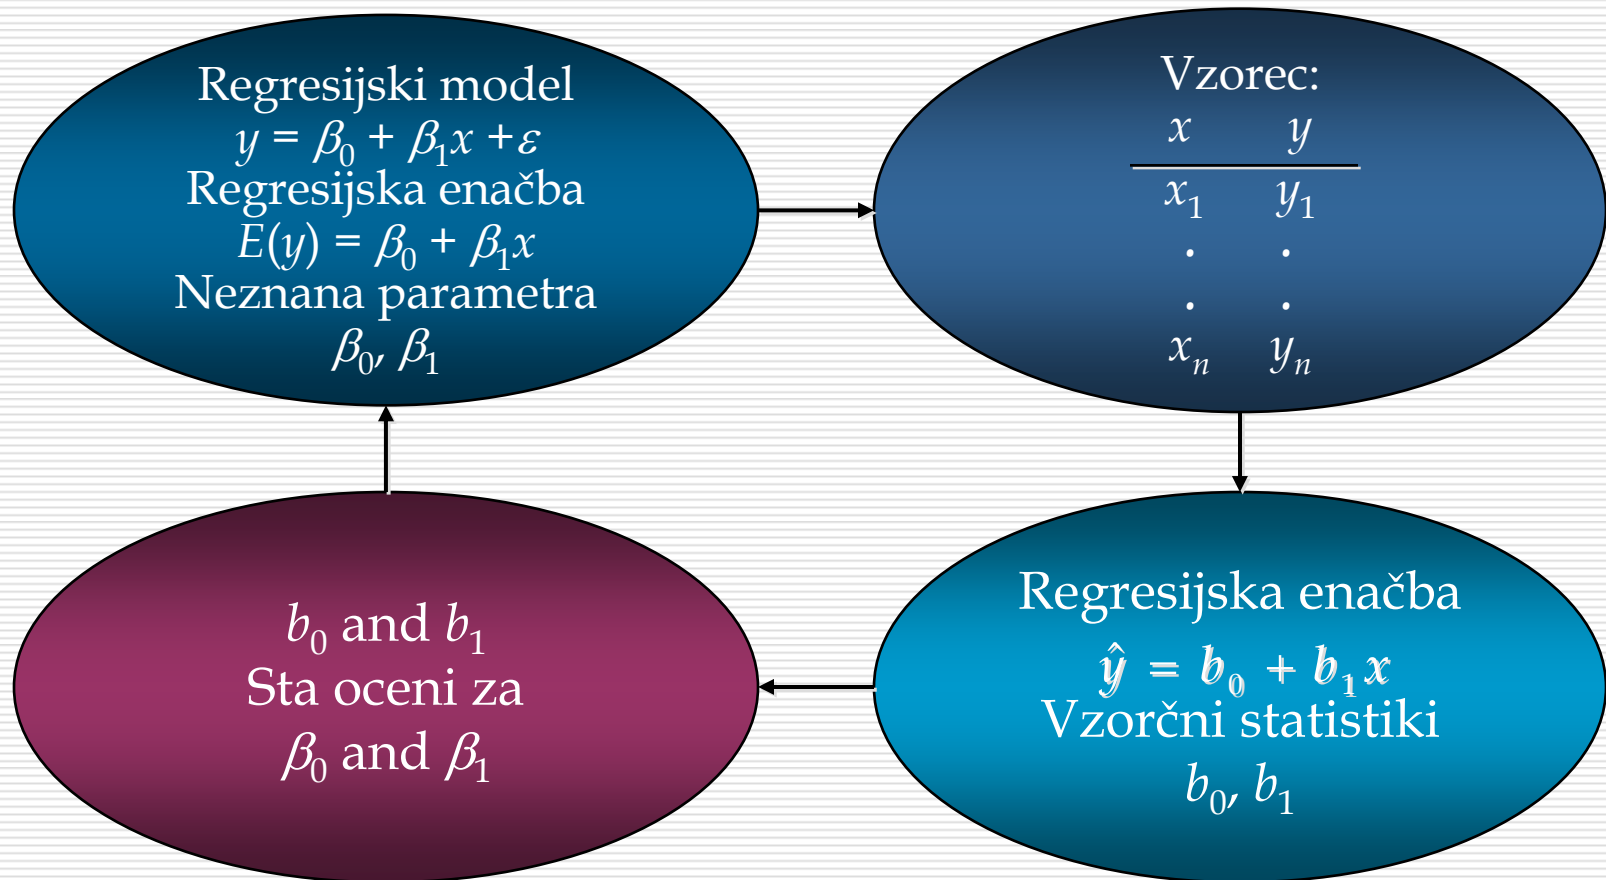 Regresijski model
y = β₀ + β₁x +ε
Regresijska enačba
E(y) = β₀ + β₁x
Neznana parametra
β₀, β₁
Vzorec:
x y
x₁ y₁
. .
. .
xₙ yₙ
b₀ and b₁
Sta oceni za
β₀ and β₁
Regresijska enačba
ŷ = b₀ + b₁x
Vzorčni statistiki
b₀, b₁